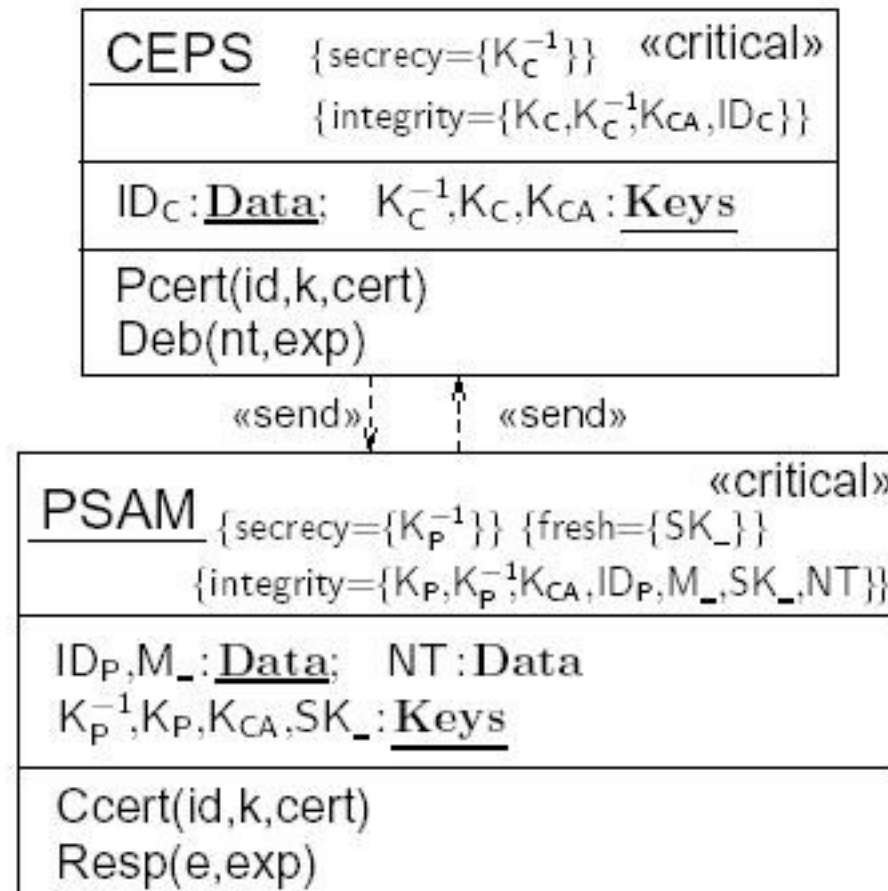 CEPS {secrecy={K_C^{-1}}} «critical»
{integrity={K_C,K_C^{-1},K_CA,ID_C}}
ID_C:Data; K_C^{-1},K_C,K_CA:Keys
Pcert(id,k,cert)
Deb(nt,exp)
«send» «send»
«critical»
PSAM {secrecy={K_P^{-1}}} {fresh={SK_}}
{integrity={K_P,K_P^{-1},K_CA,ID_P,M_,SK_,NT}}
ID_P,M_:Data; NT:Data
K_P^{-1},K_P,K_CA,SK_:Keys
Ccert(id,k,cert)
Resp(e,exp)